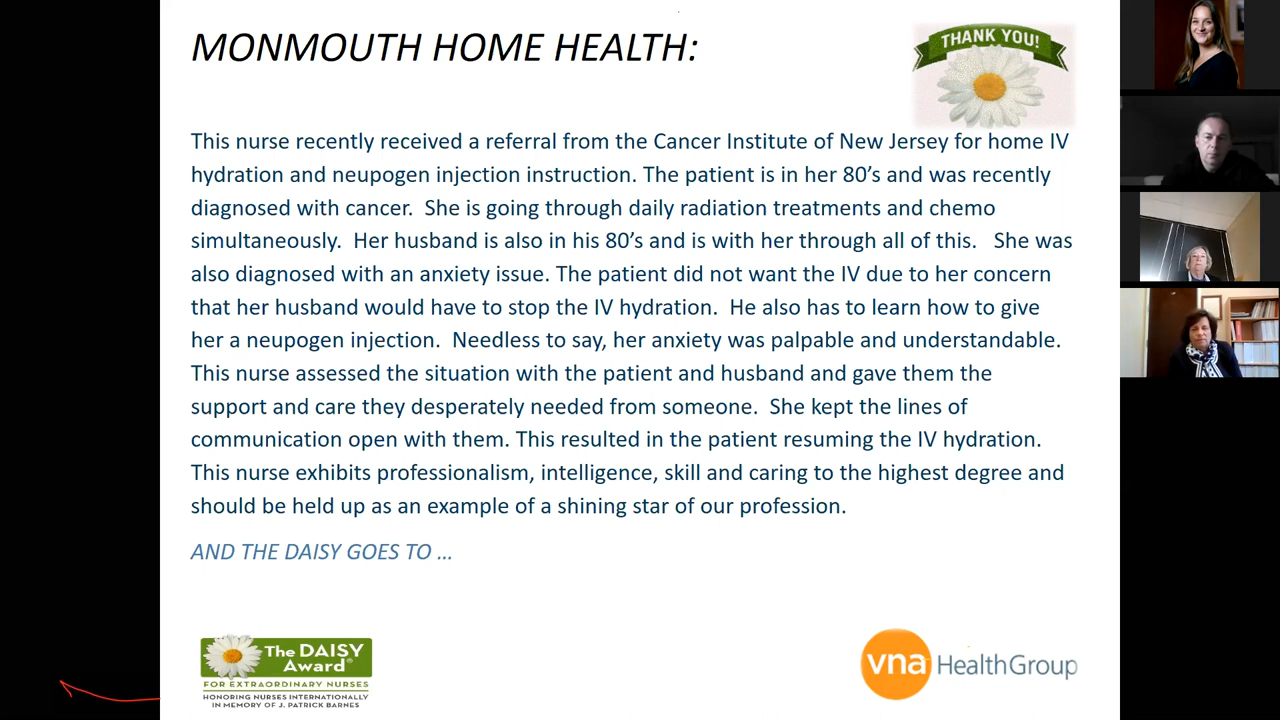 MONMOUTH HOME HEALTH:
THANK YOU!
This nurse recently received a referral from the Cancer Institute of New Jersey for home IV
hydration and neupogen injection instruction. The patient is in her 80’s and was recently
diagnosed with cancer.  She is going through daily radiation treatments and chemo
simultaneously.  Her husband is also in his 80’s and is with her through all of this.   She was
also diagnosed with an anxiety issue. The patient did not want the IV due to her concern
that her husband would have to stop the IV hydration.  He also has to learn how to give
her a neupogen injection.  Needless to say, her anxiety was palpable and understandable.
This nurse assessed the situation with the patient and husband and gave them the
support and care they desperately needed from someone.  She kept the lines of
communication open with them. This resulted in the patient resuming the IV hydration.
This nurse exhibits professionalism, intelligence, skill and caring to the highest degree and
should be held up as an example of a shining star of our profession.
AND THE DAISY GOES TO …
The DAISY
Award®
FOR EXTRAORDINARY NURSES
HONORING NURSES INTERNATIONALLY
IN MEMORY OF J. PATRICK BARNES
vna HealthGroup